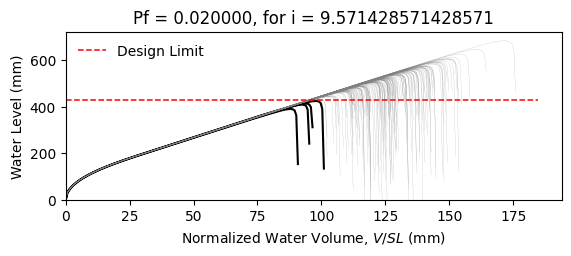 Pf = 0.020000, for i = 9.571428571428571
Design Limit
Water Level (mm)
600
400
200
0
0 25 50 75 100 125 150 175
Normalized Water Volume, V/SL (mm)